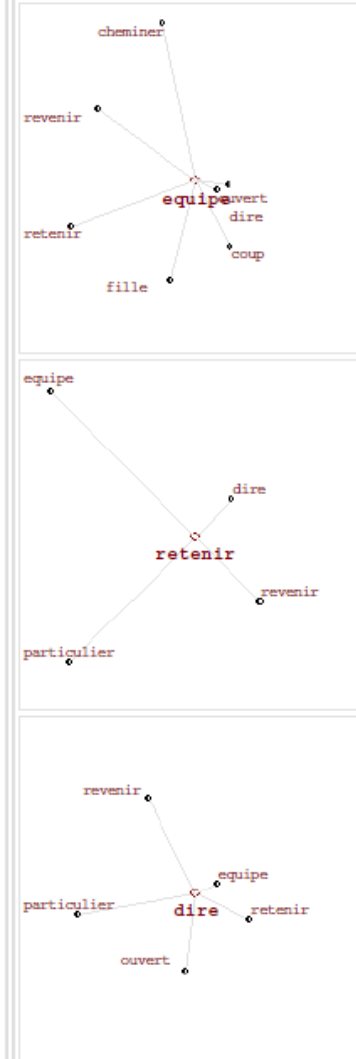 cheminer
revenir
equipe
ouvert
dire
retenir
coup
fille
equipe
dire
retenir
revenir
particulier
revenir
equipe
particulier
dire
retenir
ouvert